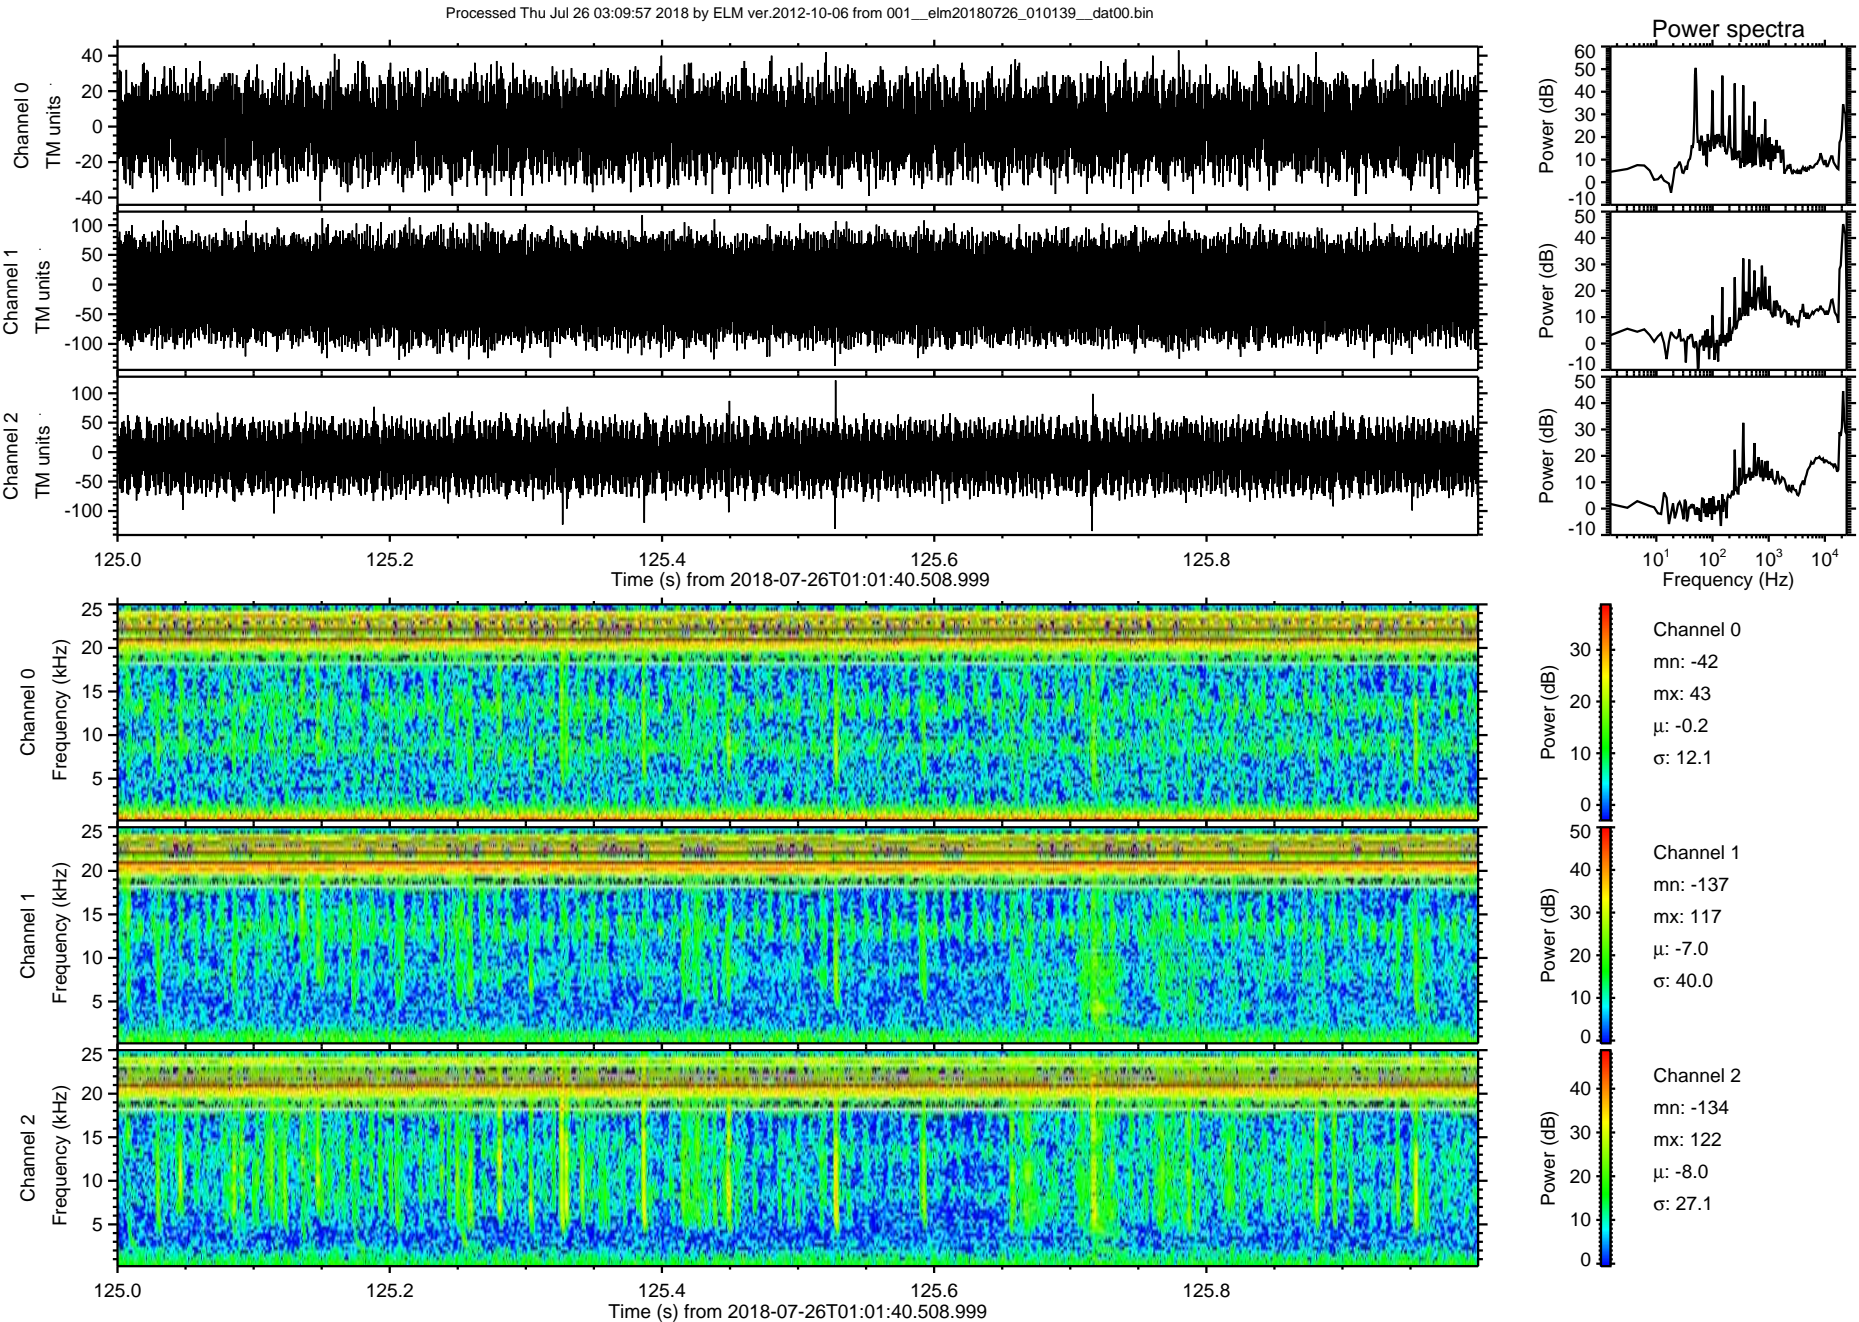 Processed Thu Jul 26 03:09:57 2018 by ELM ver.2012-10-06 from 001__elm20180726_010139__dat00.bin
Power spectra
Channel 0
TM units
40
20
0
-20
-40
Power (dB)
60
50
40
30
20
10
0
-10
Channel 1
TM units
100
50
0
-50
-100
Power (dB)
50
40
30
20
10
0
-10
Channel 2
TM units
100
50
0
-50
-100
Power (dB)
50
40
30
20
10
0
-10
125.0 125.2 125.4 125.6 125.8
Time (s) from 2018-07-26T01:01:40.508.999
10¹ 10² 10³ 10⁴
Frequency (Hz)
Channel 0
Frequency (kHz)
25
20
15
10
5
Power (dB)
30
20
10
0
Channel 0
mn: -42
mx: 43
μ: -0.2
σ: 12.1
Channel 1
Frequency (kHz)
25
20
15
10
5
Power (dB)
50
40
30
20
10
0
Channel 1
mn: -137
mx: 117
μ: -7.0
σ: 40.0
Channel 2
Frequency (kHz)
25
20
15
10
5
Power (dB)
40
30
20
10
0
Channel 2
mn: -134
mx: 122
μ: -8.0
σ: 27.1
125.0 125.2 125.4 125.6 125.8
Time (s) from 2018-07-26T01:01:40.508.999